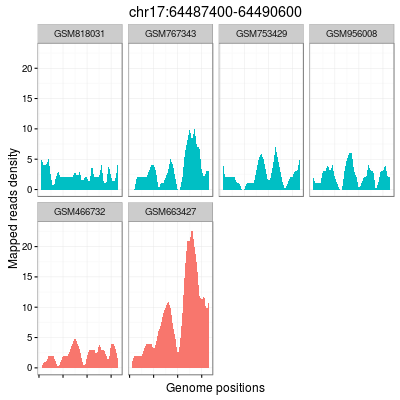 chr17:64487400-64490600
GSM818031 GSM767343 GSM753429 GSM956008
20
15
10
5
0
Mapped reads density
GSM466732 GSM663427
20
15
10
5
0
Genome positions